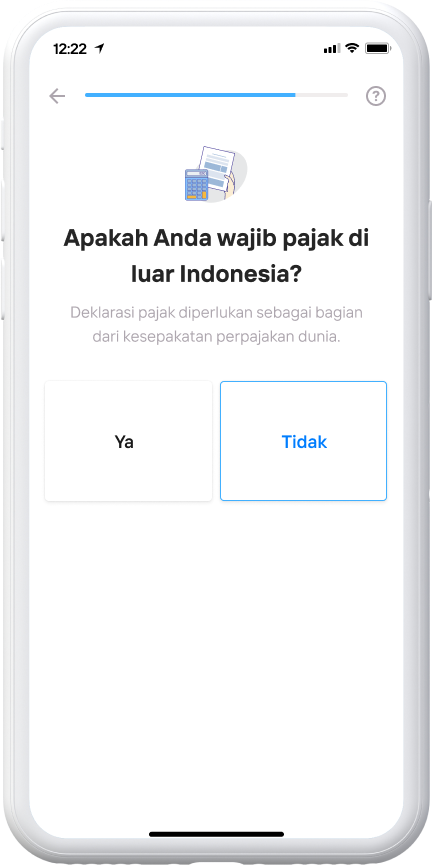 12:22
?
Apakah Anda wajib pajak di
luar Indonesia?
Deklarasi pajak diperlukan sebagai bagian
dari kesepakatan perpajakan dunia.
Ya
Tidak